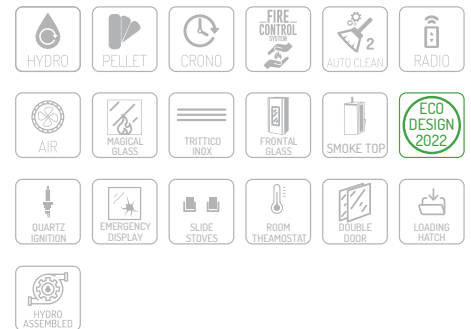 HYDRO
PELLET
CRONO
FIRE
CONTROL
SYSTEM
2
AUTO CLEAN
RADIO
AIR
MAGICAL
GLASS
TRITTICO
INOX
FRONTAL
GLASS
SMOKE TOP
ECO
DESIGN
2022
QUARTZ
IGNITION
EMERGENCY
DISPLAY
SLIDE
STOVES
ROOM
THEAMOSTAT
DOUBLE
DOOR
LOADING
HATCH
HYDRO
ASSEMBLED